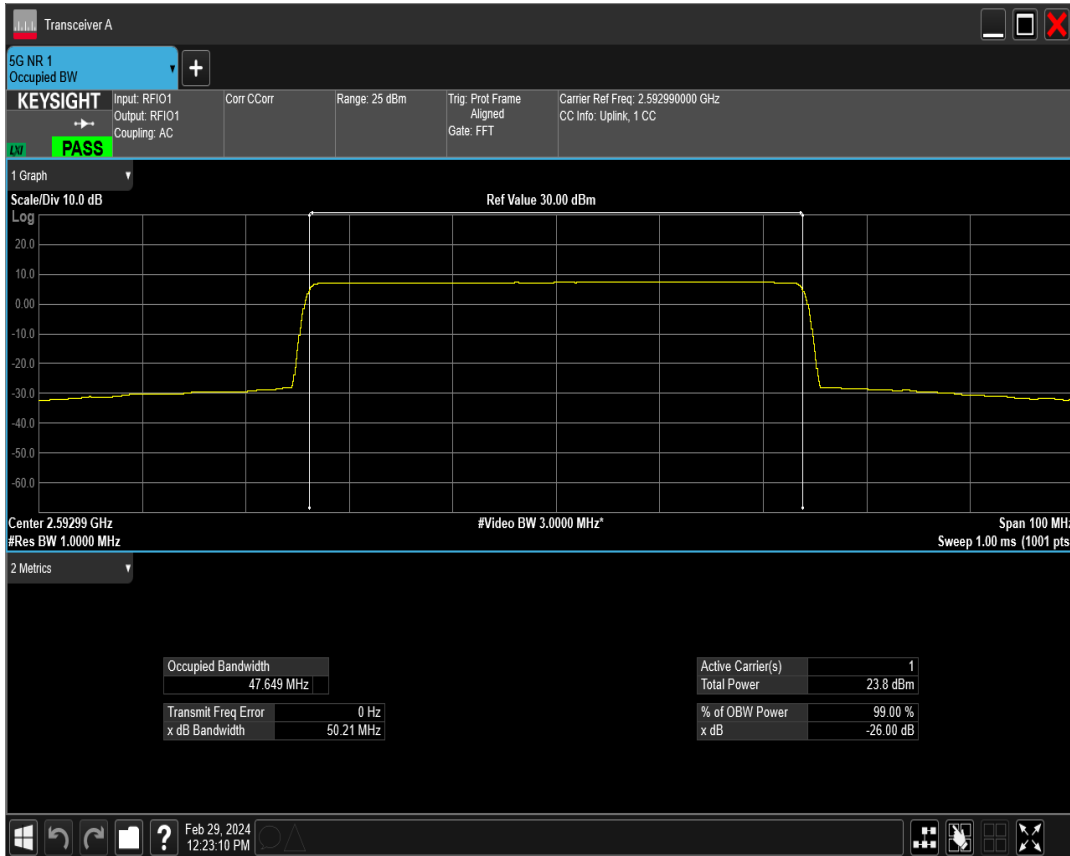 Transceiver A
5G NR 1
Occupied BW
+
KEYSIGHT
LXI
PASS
Input: RFIO1
Output: RFIO1
Coupling: AC
Corr CCorr
Range: 25 dBm
Trig: Prot Frame
Aligned
Gate: FFT
Carrier Ref Freq: 2.592990000 GHz
CC Info: Uplink, 1 CC
1 Graph
Scale/Div 10.0 dB
Ref Value 30.00 dBm
Log
20.0
10.0
0.00
-10.0
-20.0
-30.0
-40.0
-50.0
-60.0
Center 2.59299 GHz
#Video BW 3.0000 MHz*
Span 100 MHz
#Res BW 1.0000 MHz
Sweep 1.00 ms (1001 pts
2 Metrics
Occupied Bandwidth
47.649 MHz
Transmit Freq Error 0 Hz
x dB Bandwidth 50.21 MHz
Active Carrier(s) 1
Total Power 23.8 dBm
% of OBW Power 99.00 %
x dB -26.00 dB
?
Feb 29, 2024
12:23:10 PM